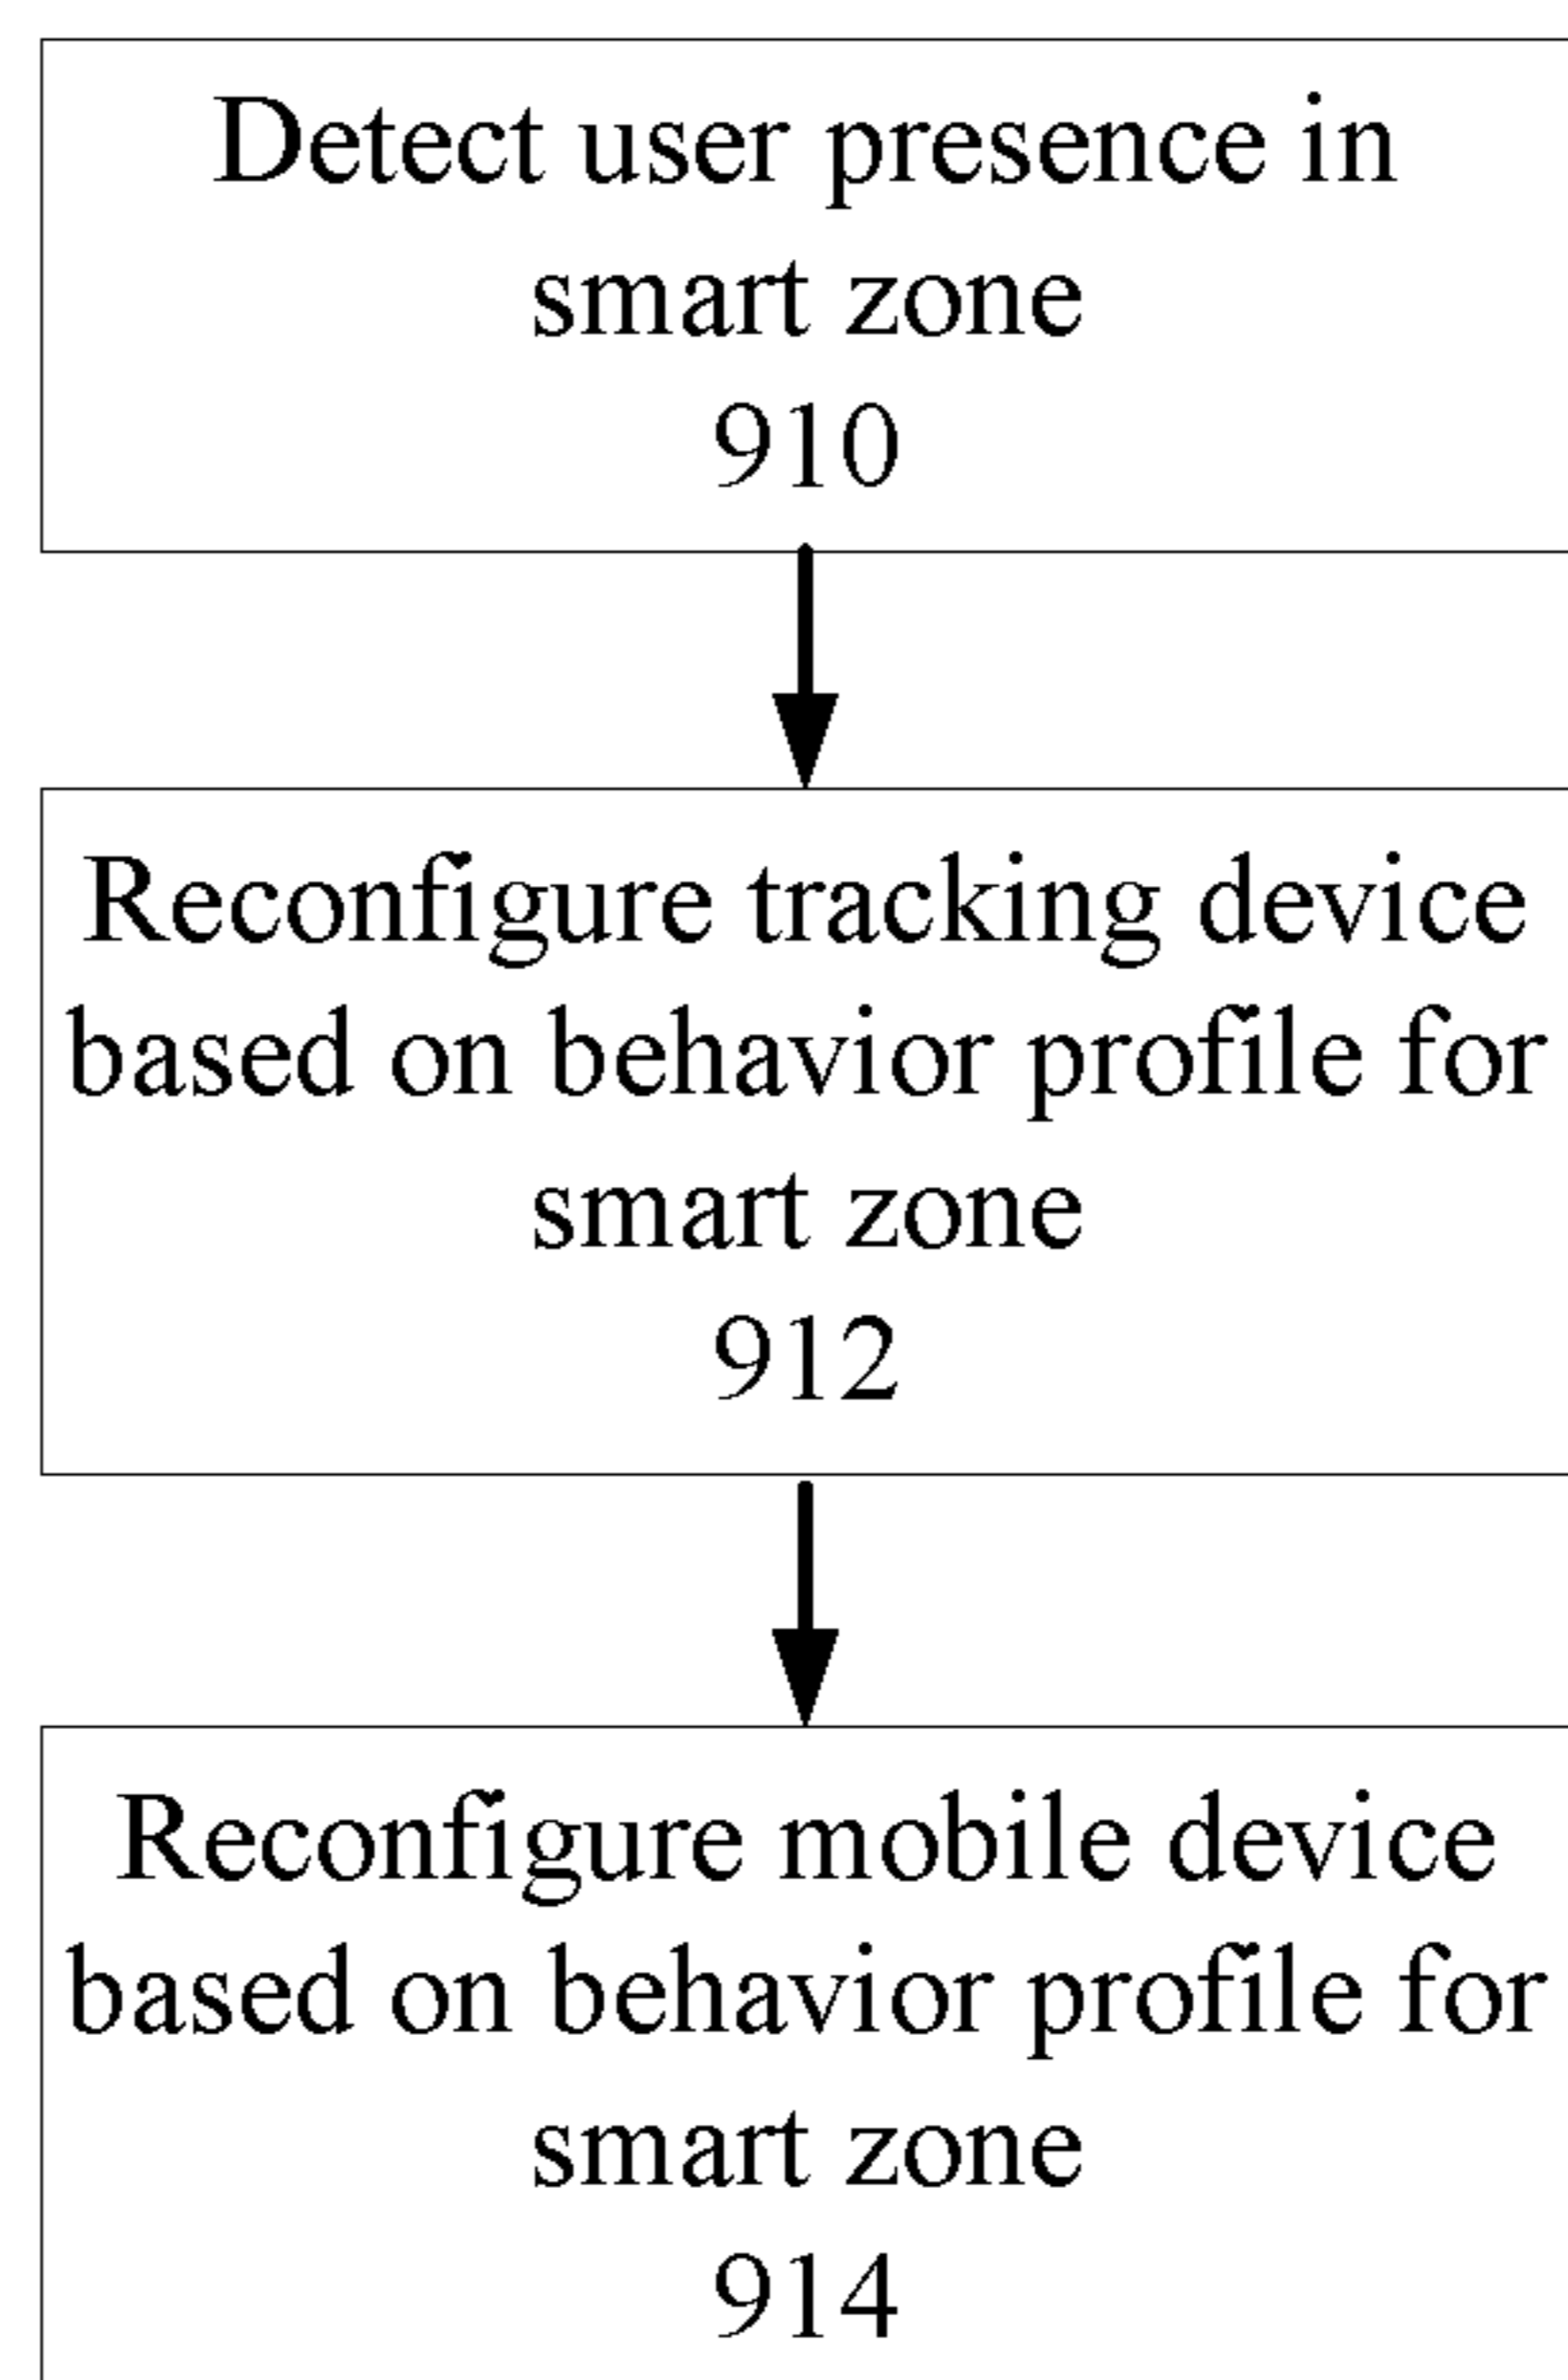 Detect user presence in
smart zone
910
Reconfigure tracking device
based on behavior profile for
smart zone
912
Reconfigure mobile device
based on behavior profile for
smart zone
914